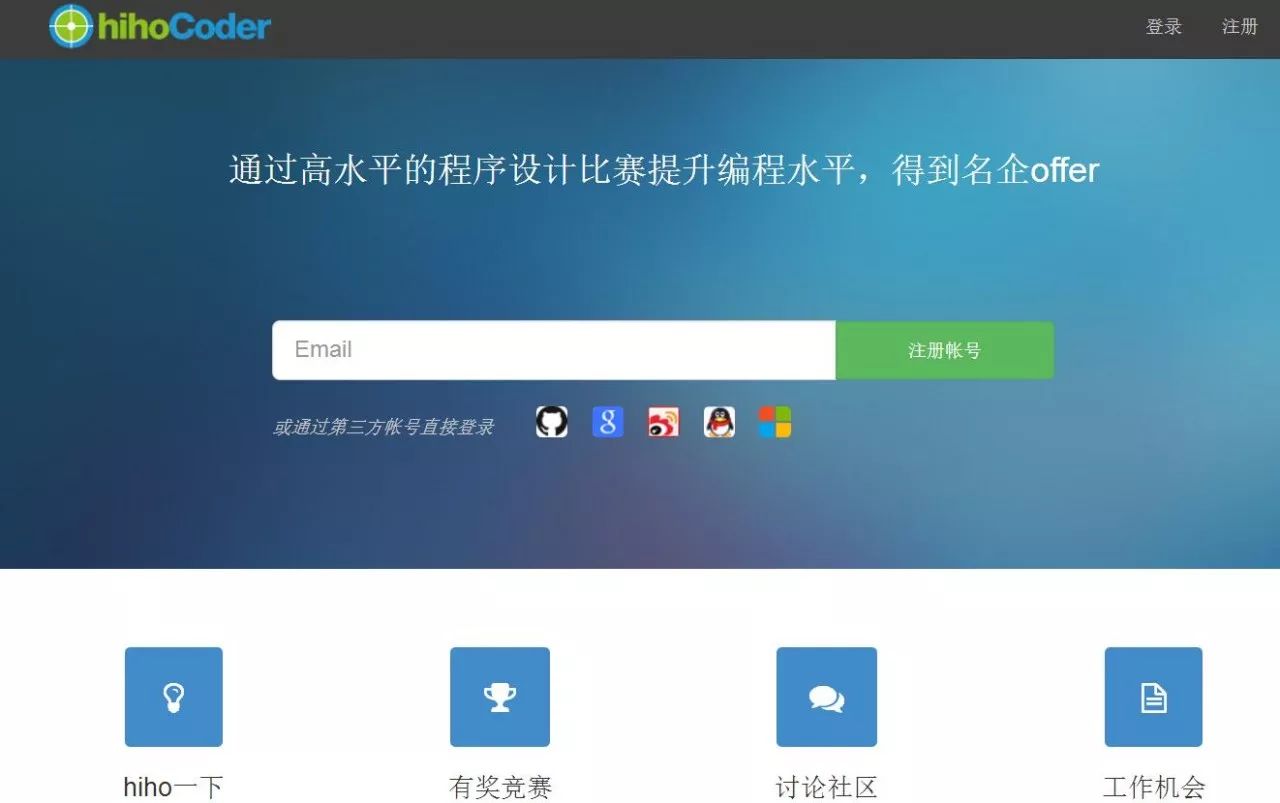 hihoCoder
登录 注册
通过高水平的程序设计比赛提升编程水平，得到名企offer
Email 注册帐号
或通过第三方帐号直接登录
hiho一下 有奖竞赛 讨论社区 工作机会